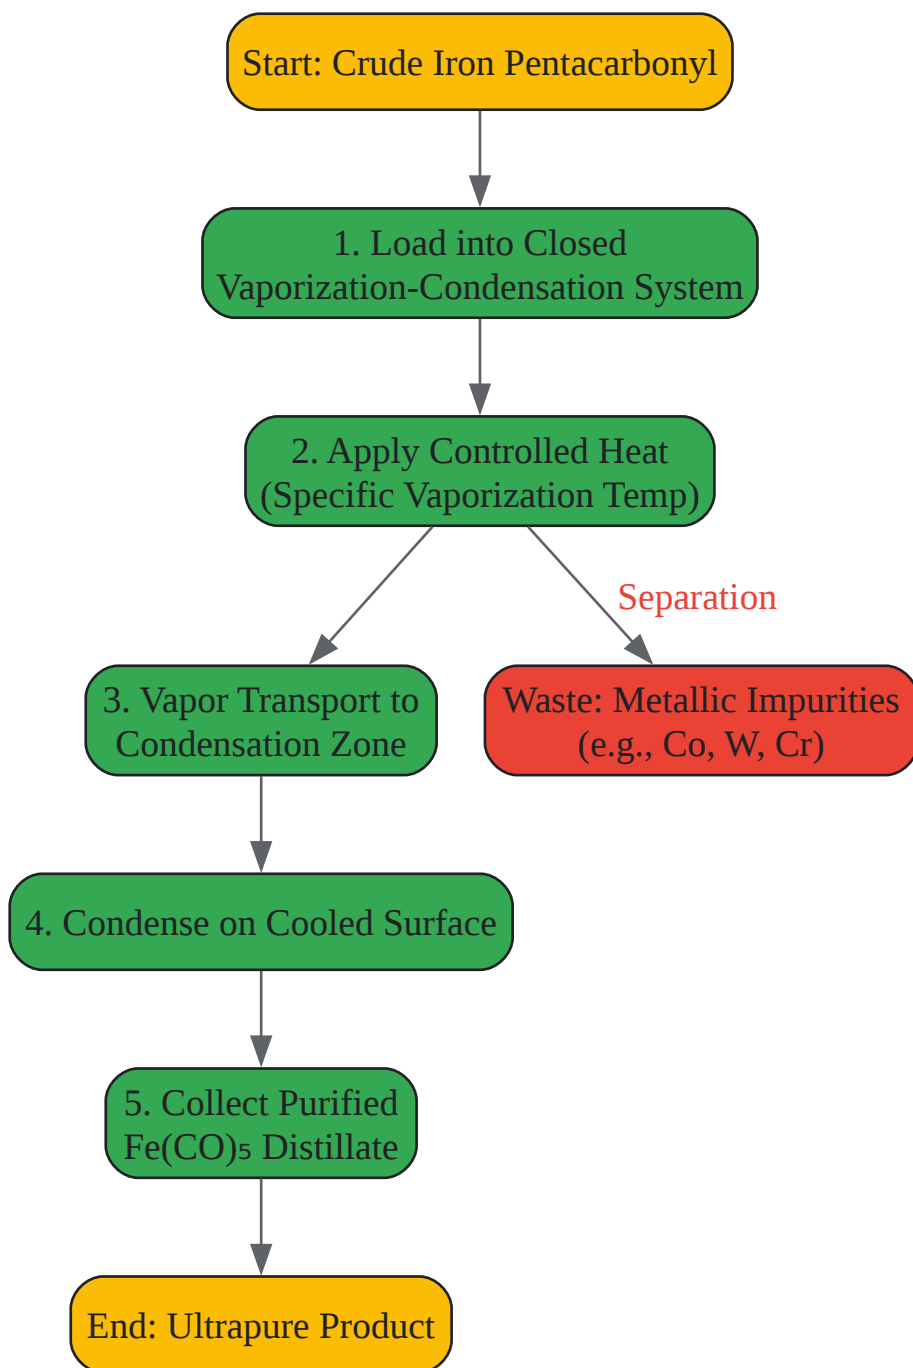 Start: Crude Iron Pentacarbonyl
1. Load into Closed
Vaporization-Condensation System
2. Apply Controlled Heat
(Specific Vaporization Temp)
Separation
3. Vapor Transport to
Condensation Zone
Waste: Metallic Impurities
(e.g., Co, W, Cr)
4. Condense on Cooled Surface
5. Collect Purified
Fe(CO)₅ Distillate
End: Ultrapure Product